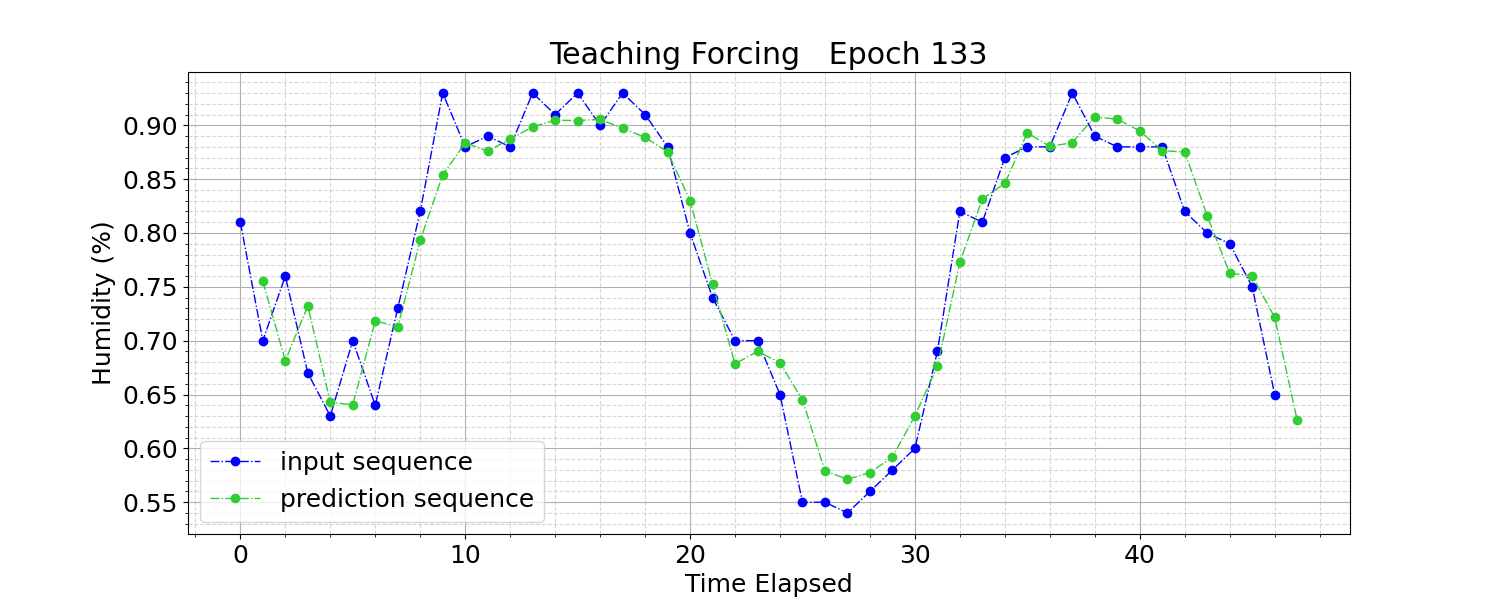 Teaching Forcing   Epoch 133
Humidity (%)
0.90
0.85
0.80
0.75
0.70
0.65
0.60
0.55
input sequence
prediction sequence
0 10 20 30 40
Time Elapsed